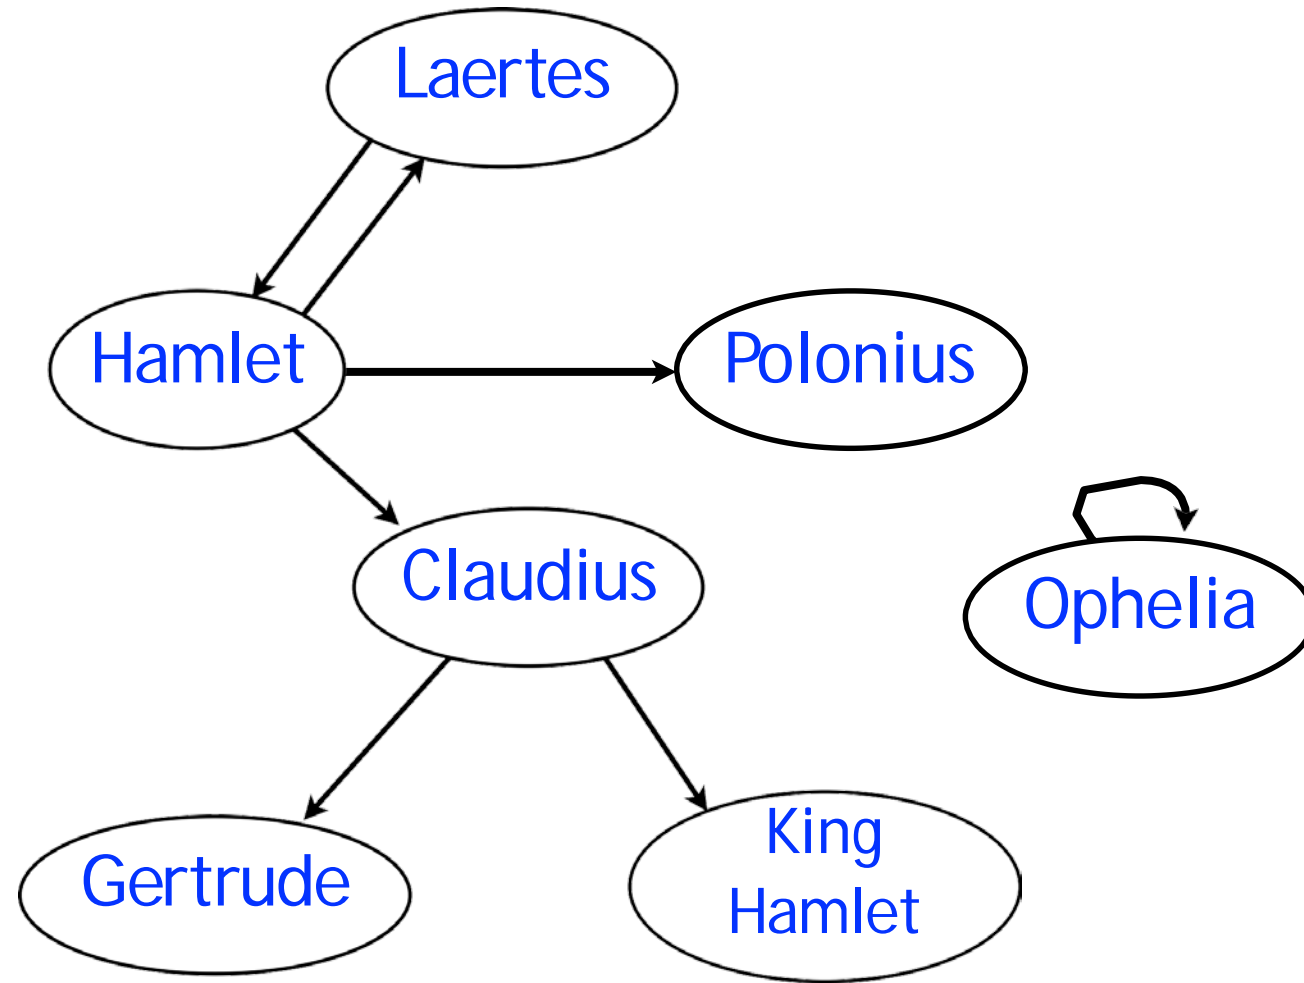 Laertes
Hamlet
Polonius
Claudius
Ophelia
Gertrude
King
Hamlet